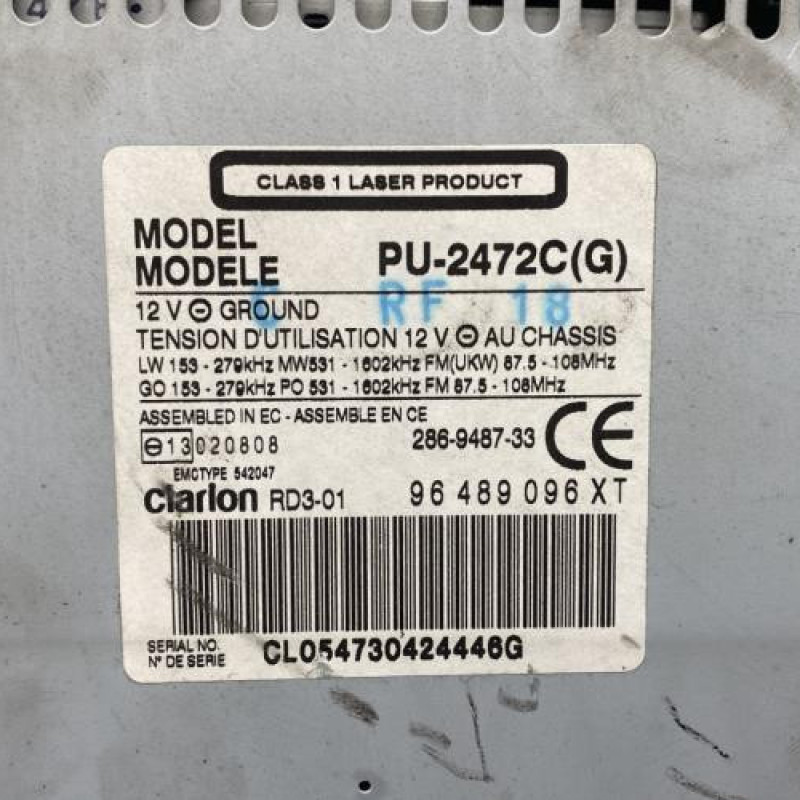 CLASS 1 LASER PRODUCT
MODEL
MODELE PU-2472C(G)
C RF 18
12 V ⊖ GROUND
TENSION D'UTILISATION 12 V ⊖ AU CHASSIS
LW 153 - 279kHz MW531 - 1602kHz FM(UKW) 87.5 - 108MHz
GO 153 - 279kHz PO 531 - 1602kHz FM 87.5 - 108MHz
ASSEMBLED IN EC - ASSEMBLE EN CE
⊖13 020808 286-9487-33 CE
EMCTYPE 542047
clarion RD3-01 96 489 096 XT
SERIAL NO.
N° DE SERIE CL054730424446G